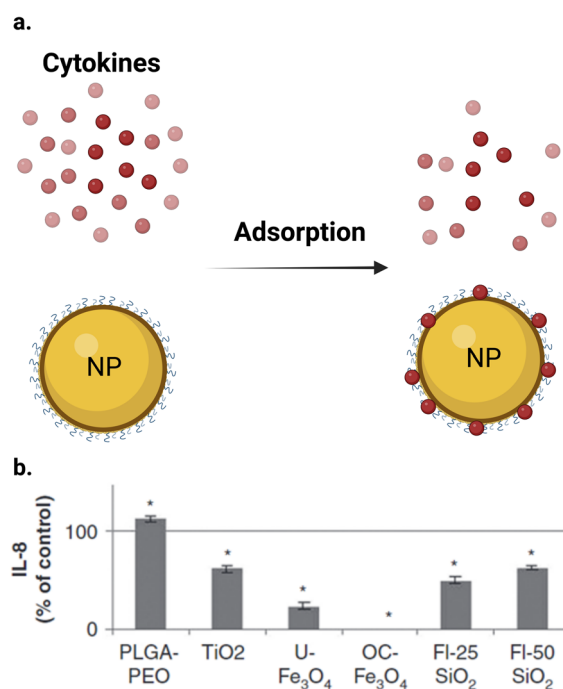 a.
Cytokines
Adsorption
NP
NP
b.
IL-8
(% of control)
100
0
*
*
*
*
*
*
PLGA-
PEO
TiO2
U-
Fe₃O₄
OC-
Fe₃O₄
Fl-25
SiO₂
Fl-50
SiO₂